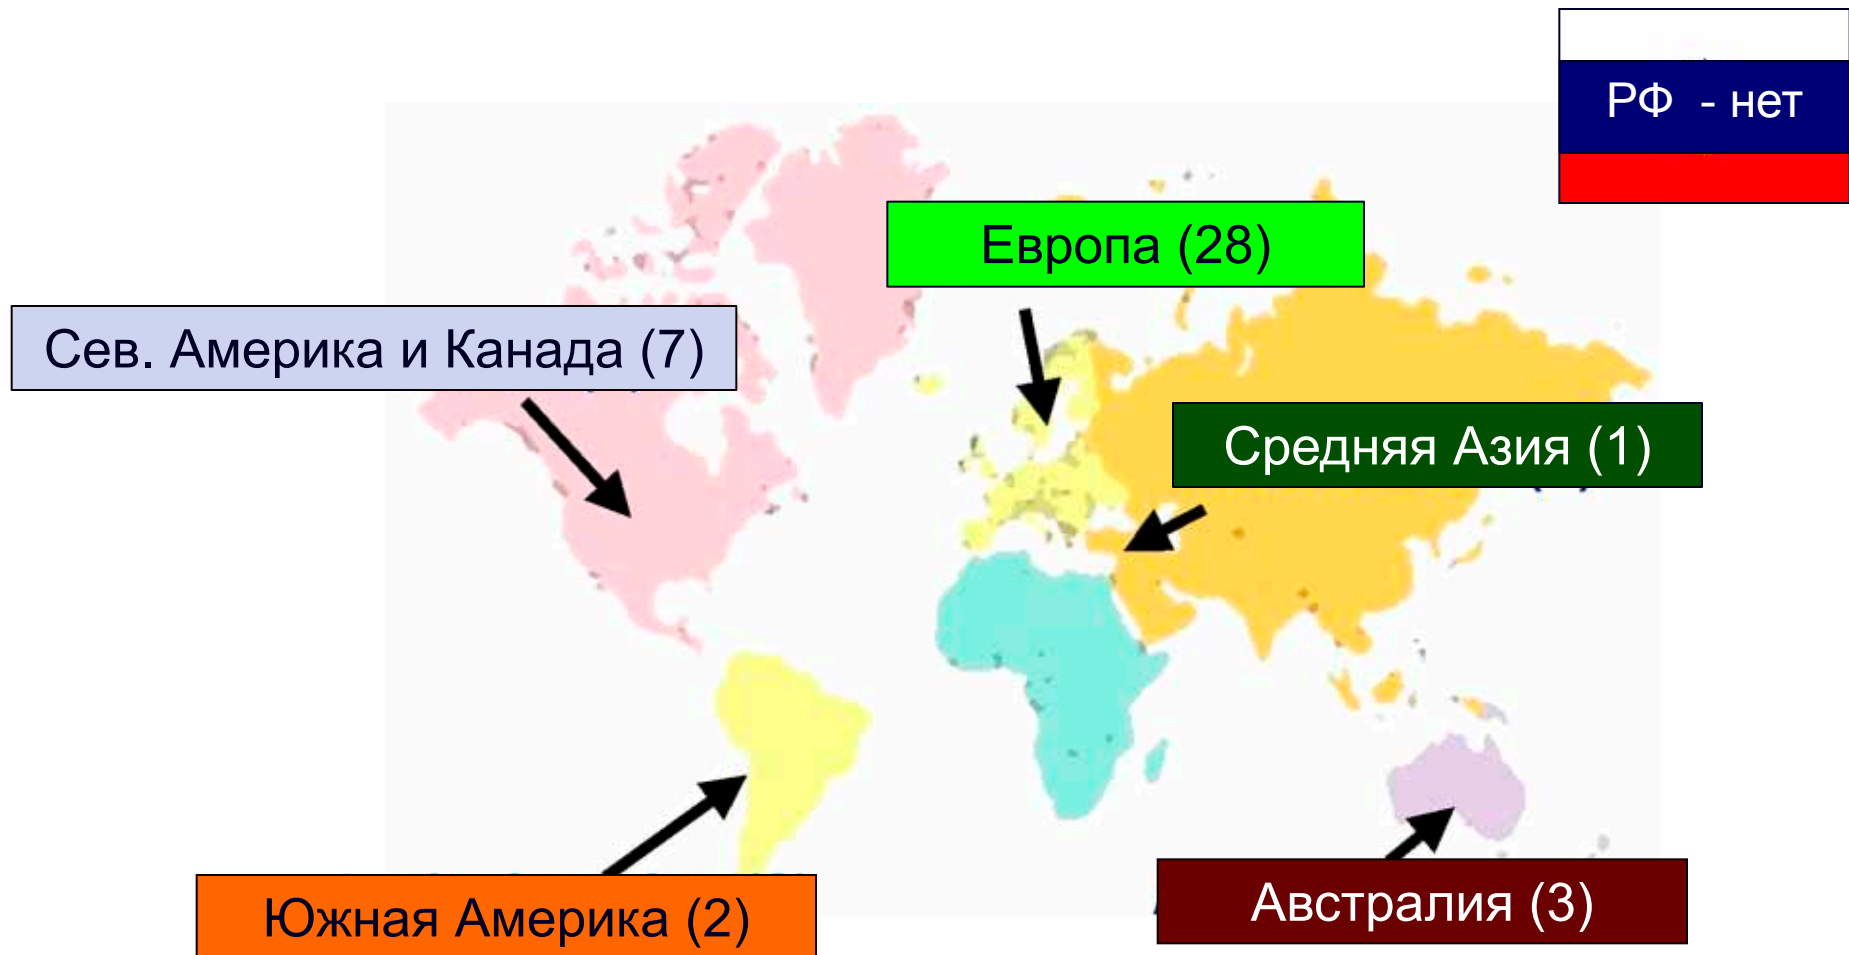 РФ - нет
Европа (28)
Сев. Америка и Канада (7)
Средняя Азия (1)
Южная Америка (2)
Австралия (3)